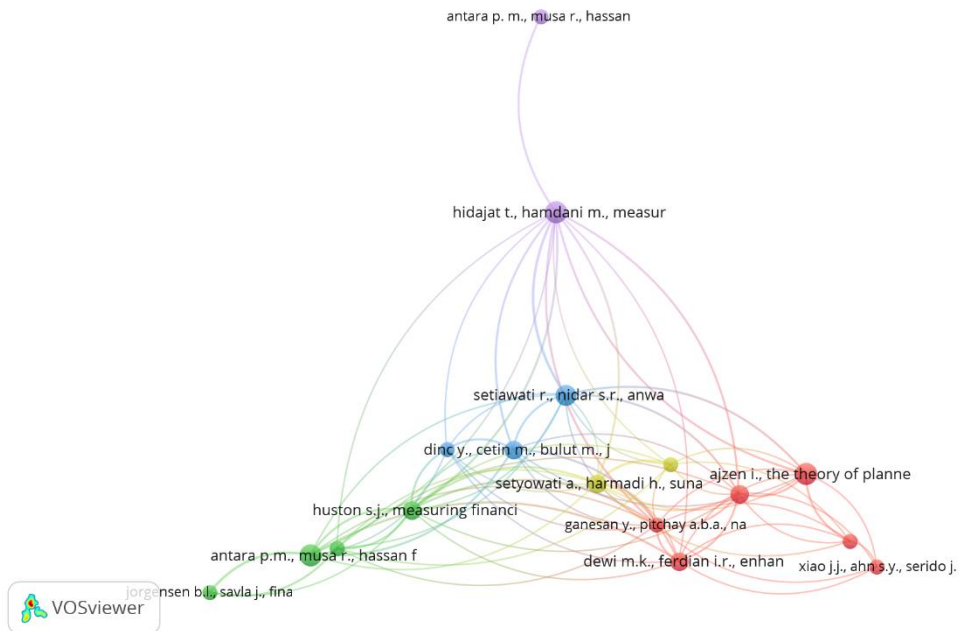 antara p. m., musa r., hassan
hidajat t., hamdani m., measur
setiawati r., nidar s.r., anwa
dinc y., cetin m., bulut m., j
ajzen i., the theory of planne
setyowati a., harmadi h., suna
huston s.j., measuring financi
ganesan y., pitchay a.b.a., na
antara p.m., musa r., hassan f
dewi m.k., ferdian i.r., enhan
xiao j.j., ahn s.y., serido j.
jorgensen b.l., savla j., fina
VOSviewer